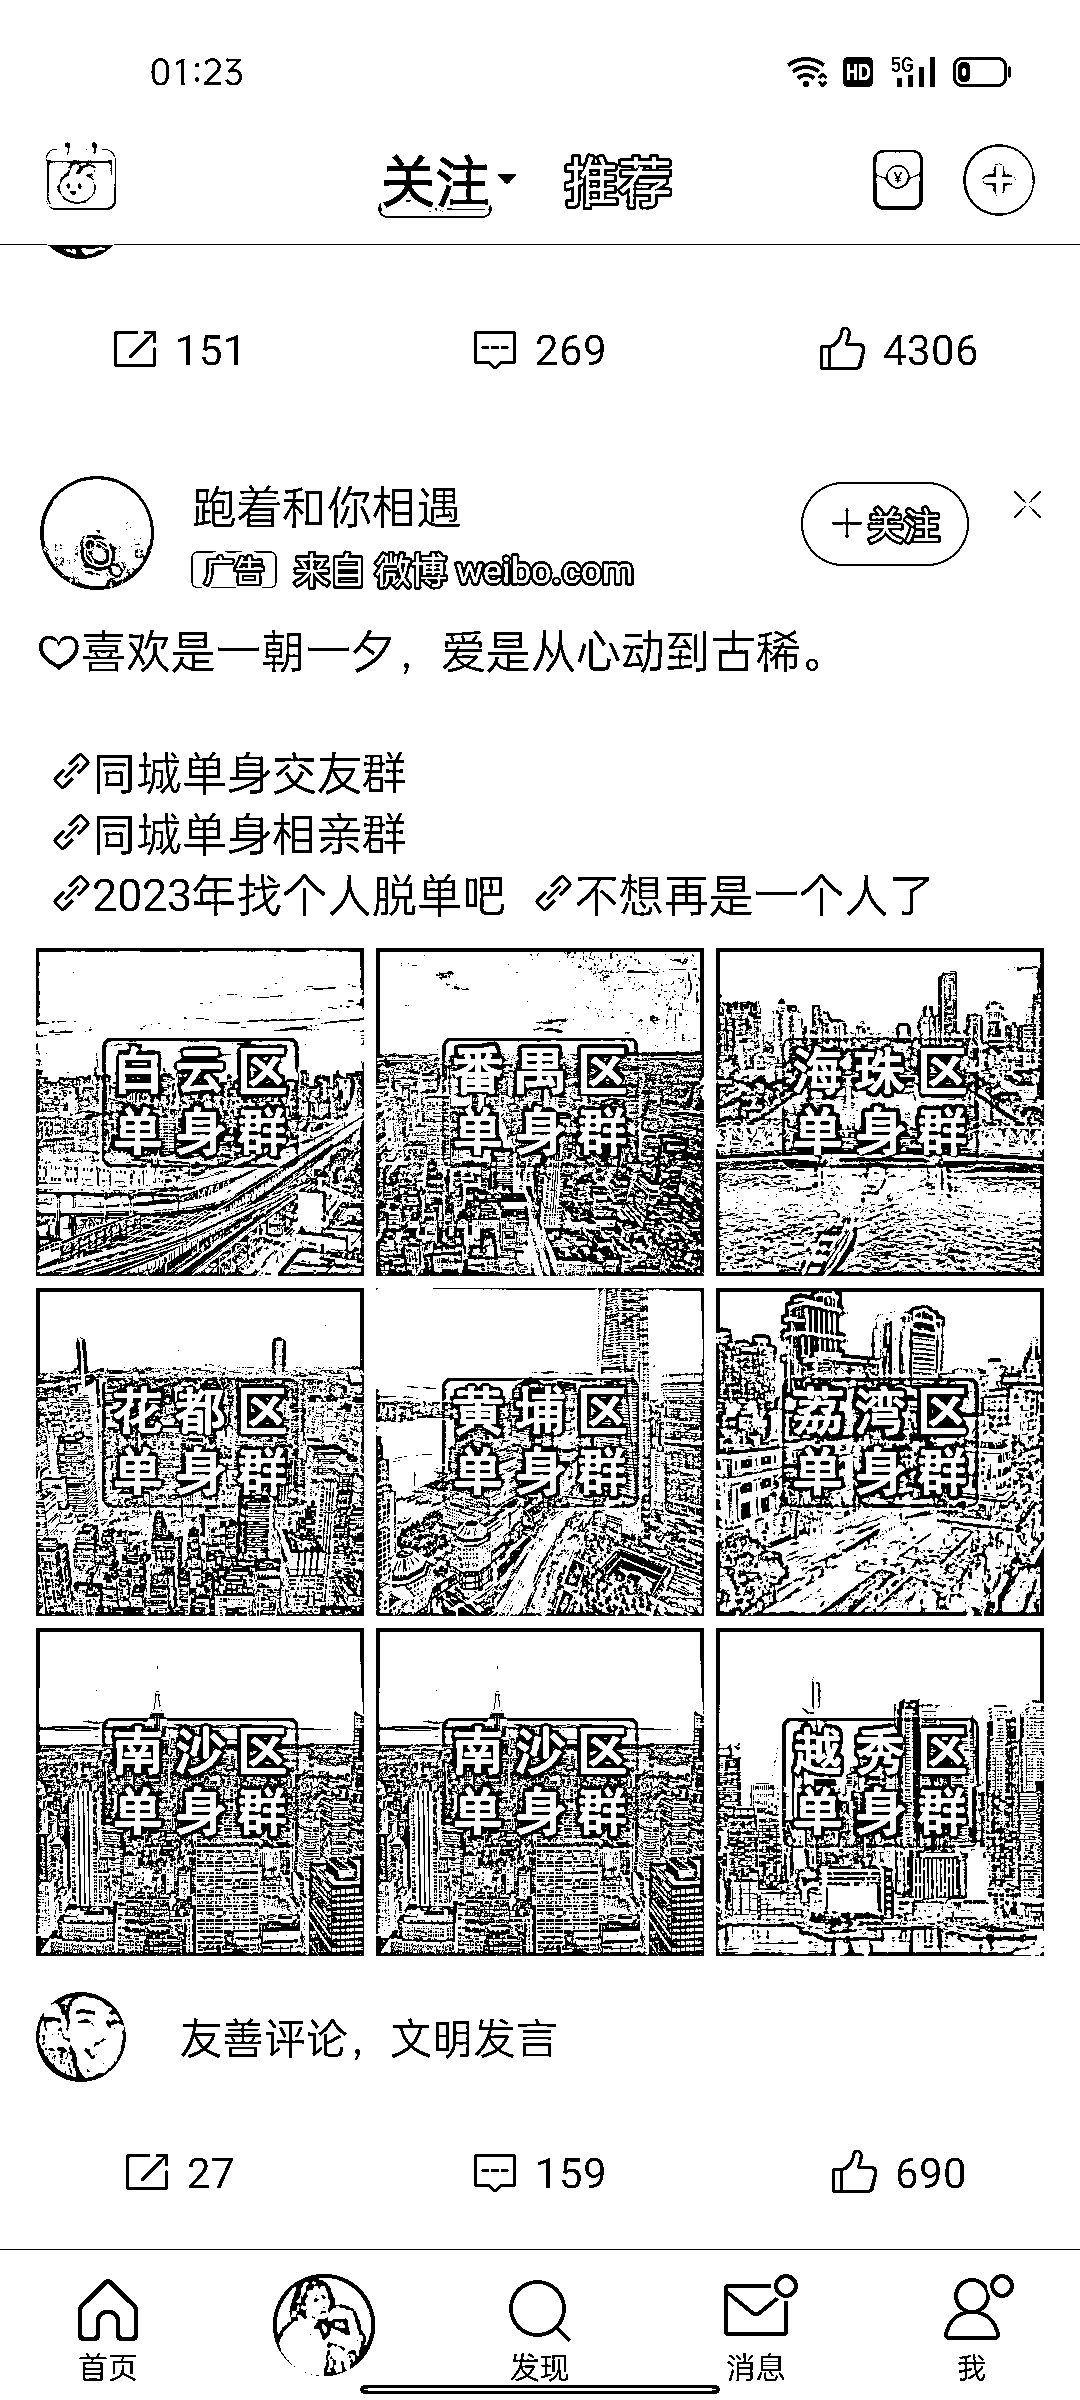 01:23
HD 5G
关注 推荐
151 269 4306
跑着和你相遇
+关注
广告 来自 微博 weibo.com
喜欢是一朝一夕，爱是从心动到古稀。
同城单身交友群
同城单身相亲群
2023年找个人脱单吧 不想再是一个人了
白云区
单身群
番禺区
单身群
海珠区
单身群
花都区
单身群
黄埔区
单身群
荔湾区
单身群
南沙区
单身群
南沙区
单身群
越秀区
单身群
友善评论，文明发言
27 159 690
首页 发现 消息 我